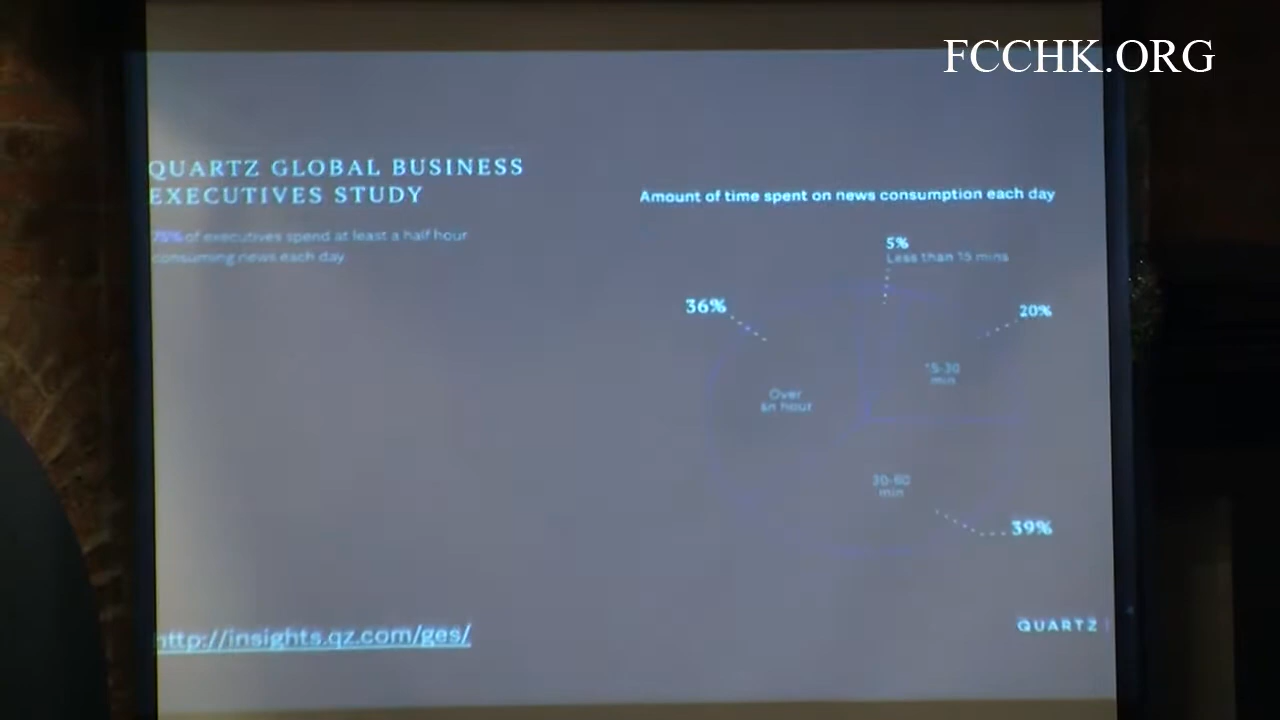 FCCHK.ORG
QUARTZ GLOBAL BUSINESS
EXECUTIVES STUDY
75% of executives spend at least a half hour
consuming news each day
Amount of time spent on news consumption each day
5%
Less than 15 mins
36%
20%
15-30
min
Over
an hour
30-60
min
39%
http://insights.qz.com/ges/
QUARTZ